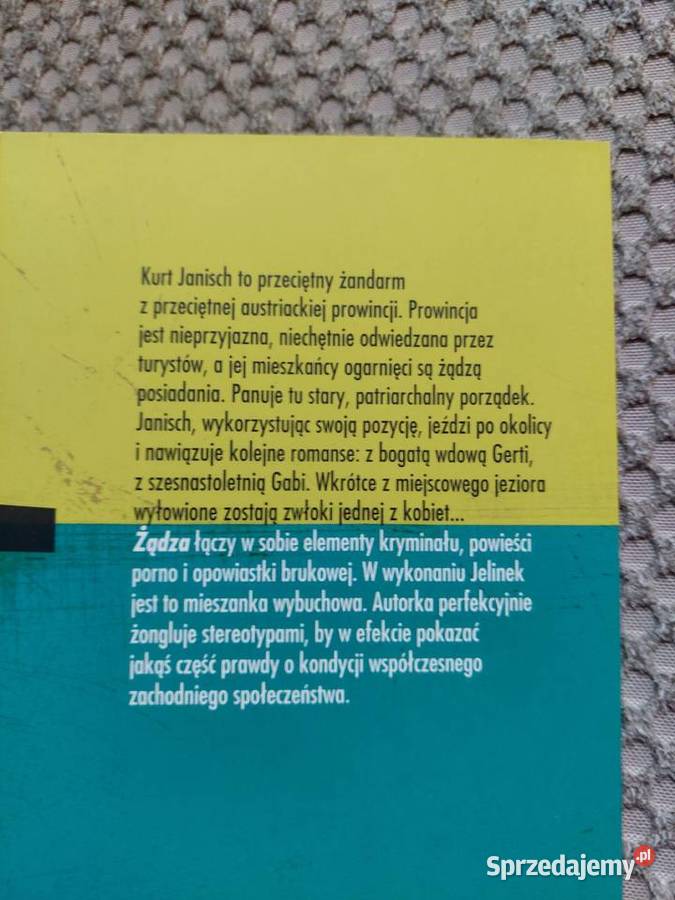 Kurt Janisch to przeciętny żandarm
z przeciętnej austriackiej prowincji. Prowincja
jest nieprzyjazna, niechętnie odwiedzana przez
turystów, a jej mieszkańcy ogarnięci są żądzą
posiadania. Panuje tu stary, patriarchalny porządek.
Janisch, wykorzystując swoją pozycję, jeździ po okolicy
i nawiązuje kolejne romanse: z bogatą wdową Gerti,
z szesnastoletnią Gabi. Wkrótce z miejscowego jeziora
wyłowione zostają zwłoki jednej z kobiet...
Żądza łączy w sobie elementy kryminału, powieści
porno i opowiastki brukowej. W wykonaniu Jelinek
jest to mieszanka wybuchowa. Autorka perfekcyjnie
żongluje stereotypami, by w efekcie pokazać
jakąś część prawdy o kondycji współczesnego
zachodniego społeczeństwa.
Sprzedajemy.pl